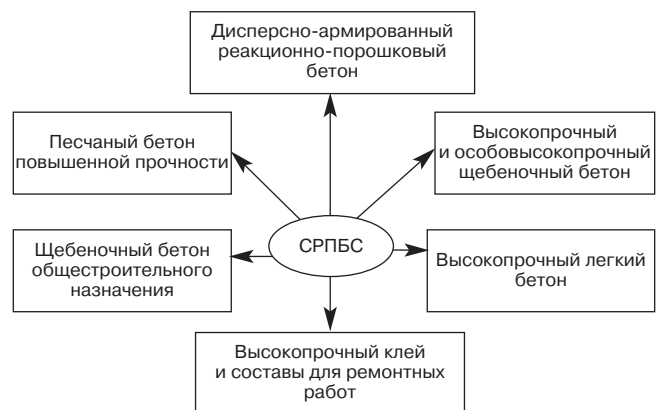 Дисперсно-армированный
реакционно-порошковый
бетон
Песчаный бетон
повышенной прочности
Высокопрочный
и особовысокопрочный
щебеночный бетон
СРПБС
Щебеночный бетон
общестроительного
назначения
Высокопрочный легкий
бетон
Высокопрочный клей
и составы для ремонтных
работ